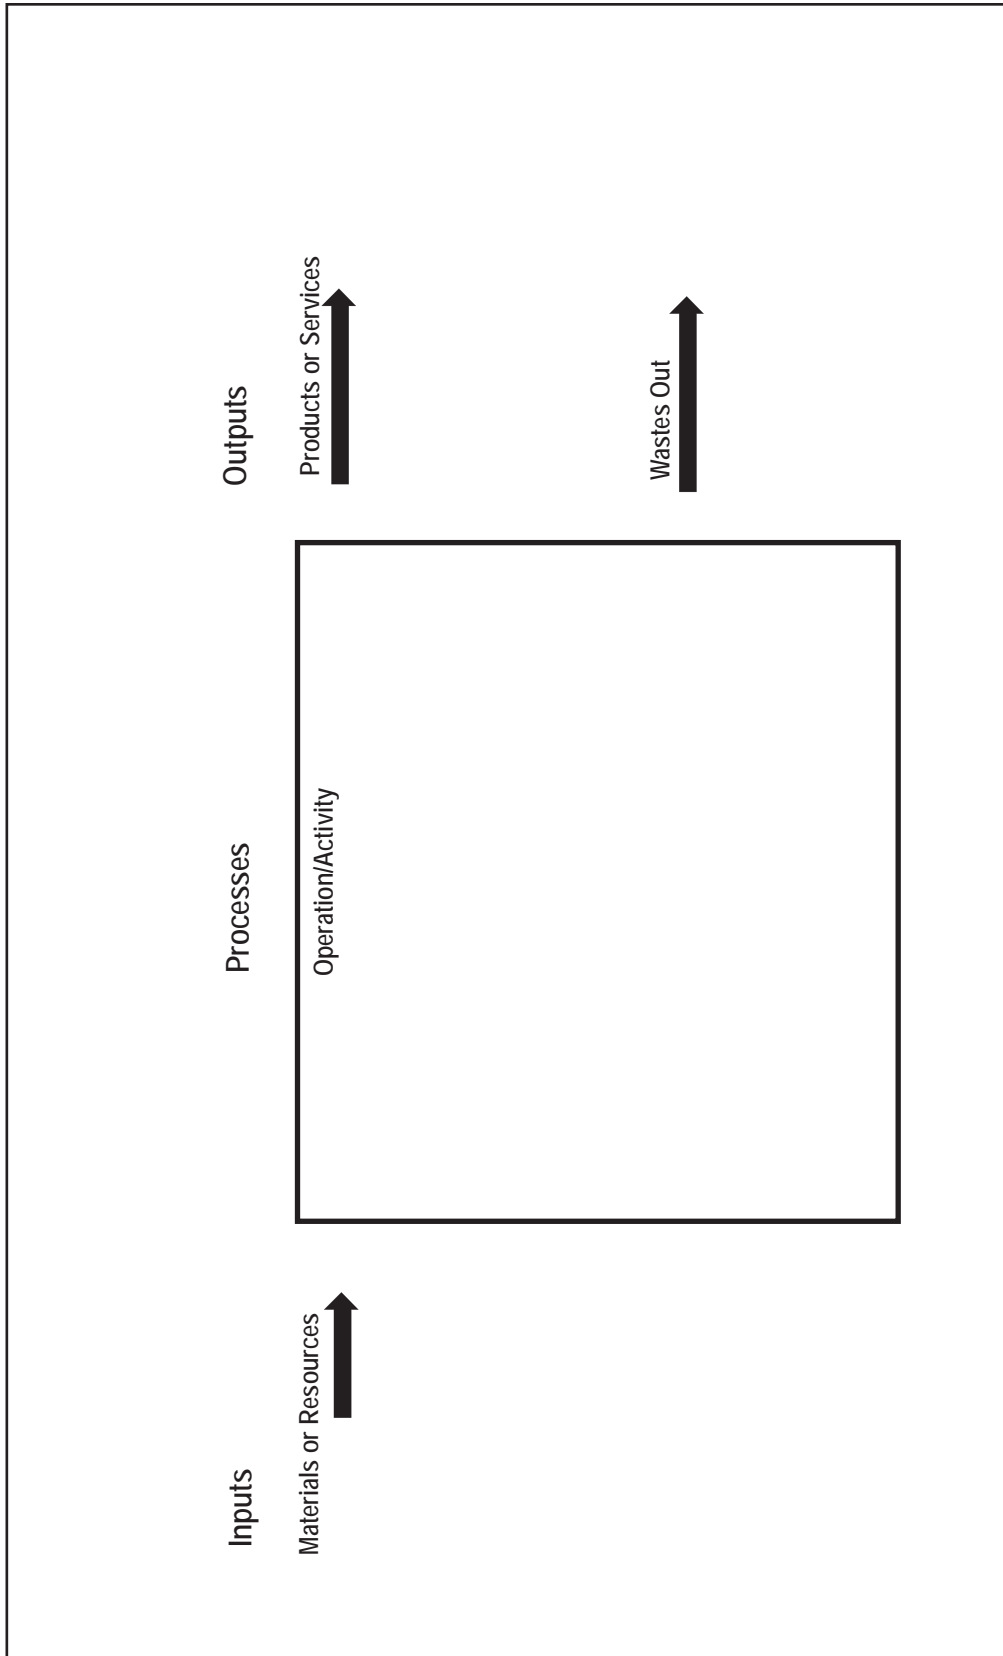 Inputs
Processes
Outputs
Materials or Resources
Operation/Activity
Products or Services
Wastes Out